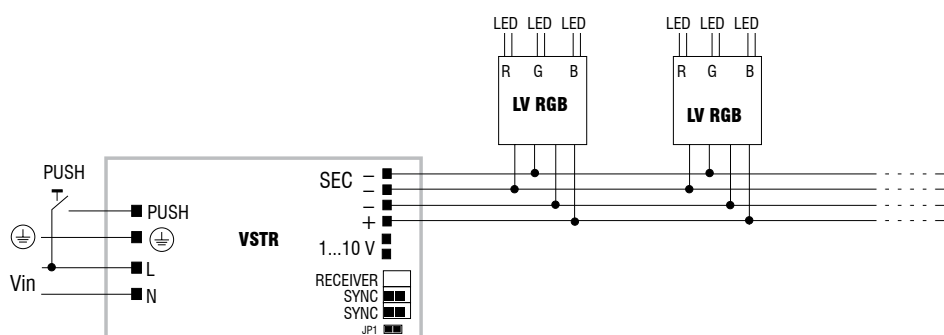 LED LED LED
LED LED LED
R G B
R G B
LV RGB
LV RGB
PUSH
SEC –
–
–
+
PUSH
VSTR
1...10 V
L
Vin
N
RECEIVER
SYNC
SYNC
JP1